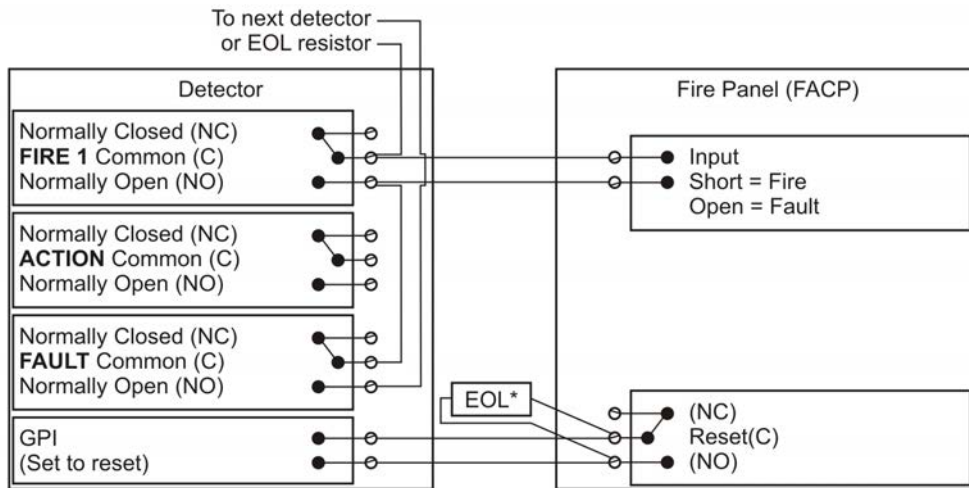 To next detector
or EOL resistor
Detector
Normally Closed (NC)
FIRE 1 Common (C)
Normally Open (NO)
Normally Closed (NC)
ACTION Common (C)
Normally Open (NO)
Normally Closed (NC)
FAULT Common (C)
Normally Open (NO)
GPI
(Set to reset)
EOL*
Fire Panel (FACP)
Input
Short = Fire
Open = Fault
(NC)
Reset(C)
(NO)